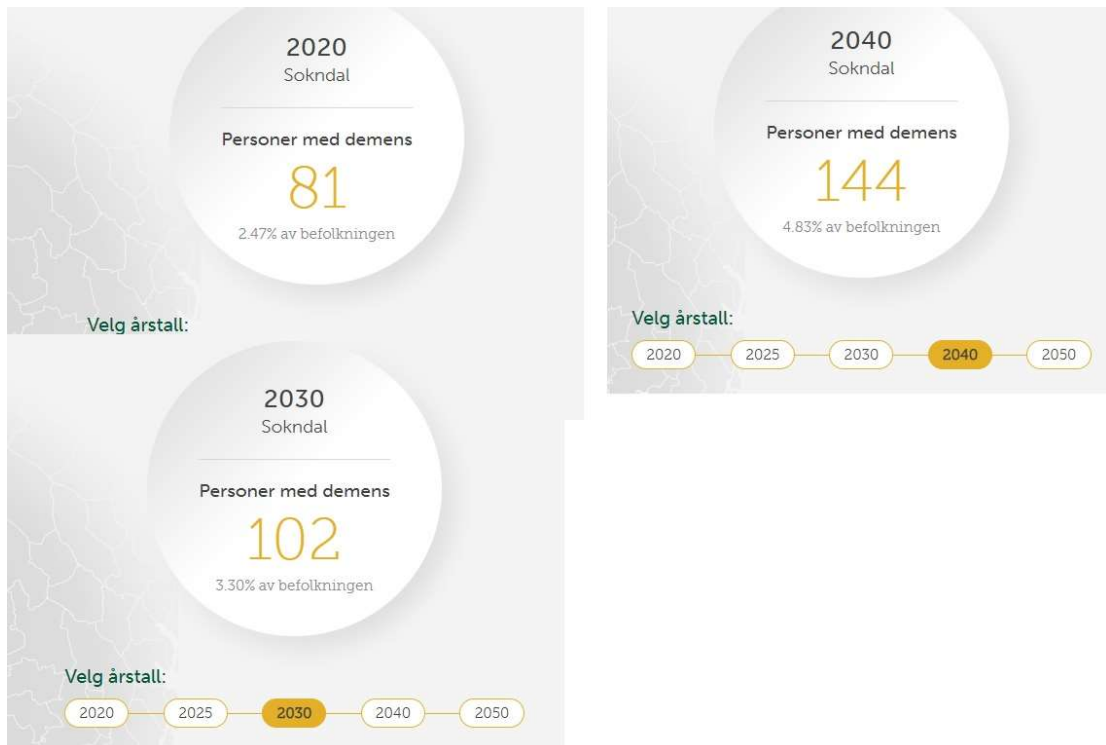 2020
Sokndal
Personer med demens
81
2.47% av befolkningen
Velg årstall:
2040
Sokndal
Personer med demens
144
4.83% av befolkningen
Velg årstall:
2020 2025 2030 2040 2050
2030
Sokndal
Personer med demens
102
3.30% av befolkningen
Velg årstall:
2020 2025 2030 2040 2050